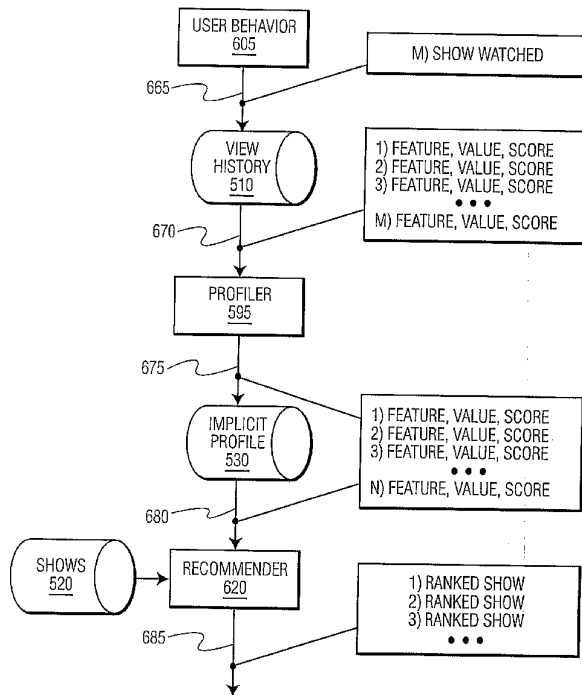 USER BEHAVIOR
605
M) SHOW WATCHED
665
VIEW
HISTORY
510
1) FEATURE, VALUE, SCORE
2) FEATURE, VALUE, SCORE
3) FEATURE, VALUE, SCORE
• • •
M) FEATURE, VALUE, SCORE
670
PROFILER
595
675
IMPLICIT
PROFILE
530
1) FEATURE, VALUE, SCORE
2) FEATURE, VALUE, SCORE
3) FEATURE, VALUE, SCORE
• • •
N) FEATURE, VALUE, SCORE
680
SHOWS
520
RECOMMENDER
620
1) RANKED SHOW
2) RANKED SHOW
3) RANKED SHOW
• • •
685